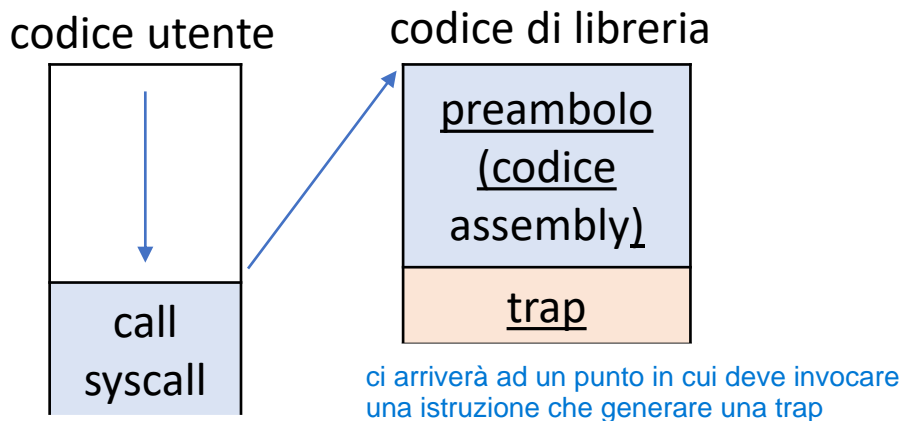 codice utente
codice di libreria
preambolo
(codice
assembly)
trap
call
syscall
ci arriverà ad un punto in cui deve invocare
una istruzione che generare una trap